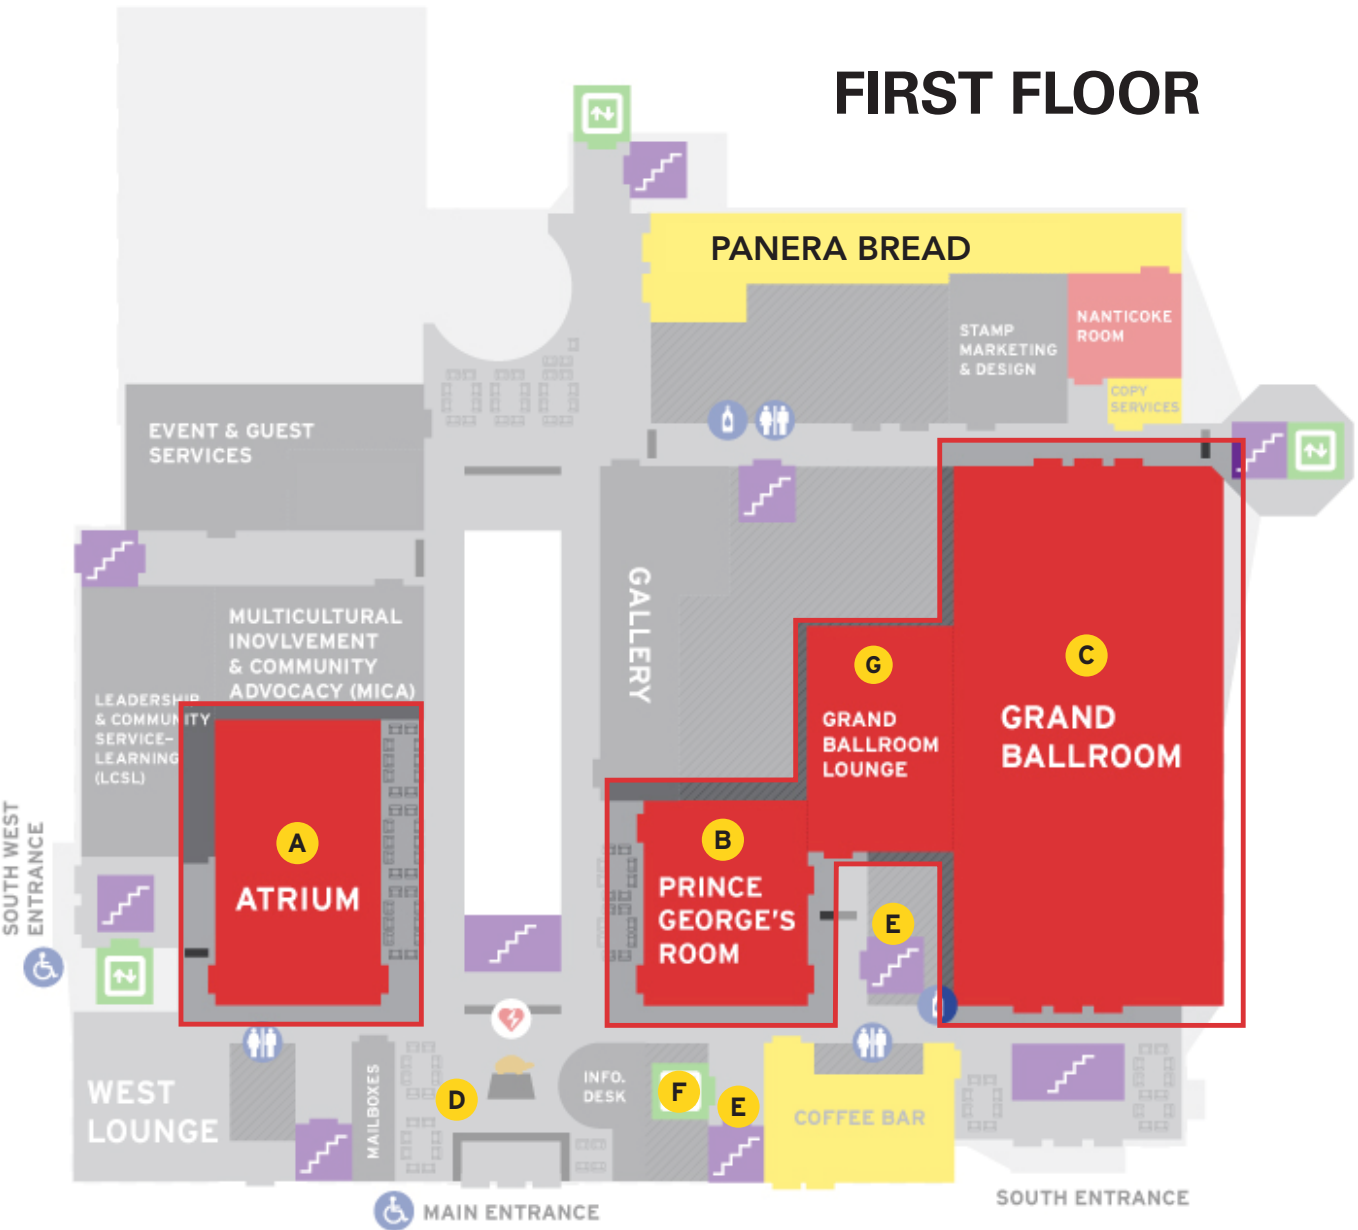 FIRST FLOOR
PANERA BREAD
STAMP
MARKETING
& DESIGN
NANTICOKE
ROOM
COPY
SERVICES
EVENT & GUEST
SERVICES
GALLERY
MULTICULTURAL
INOVLVEMENT
& COMMUNITY
ADVOCACY (MICA)
LEADERSHIP
& COMMUNITY
SERVICE–
LEARNING
(LCSL)
G
GRAND
BALLROOM
LOUNGE
C
GRAND
BALLROOM
A
ATRIUM
B
PRINCE
GEORGE'S
ROOM
E
SOUTH WEST
ENTRANCE
WEST
LOUNGE
MAILBOXES
D
INFO.
DESK
F
E
COFFEE BAR
MAIN ENTRANCE
SOUTH ENTRANCE